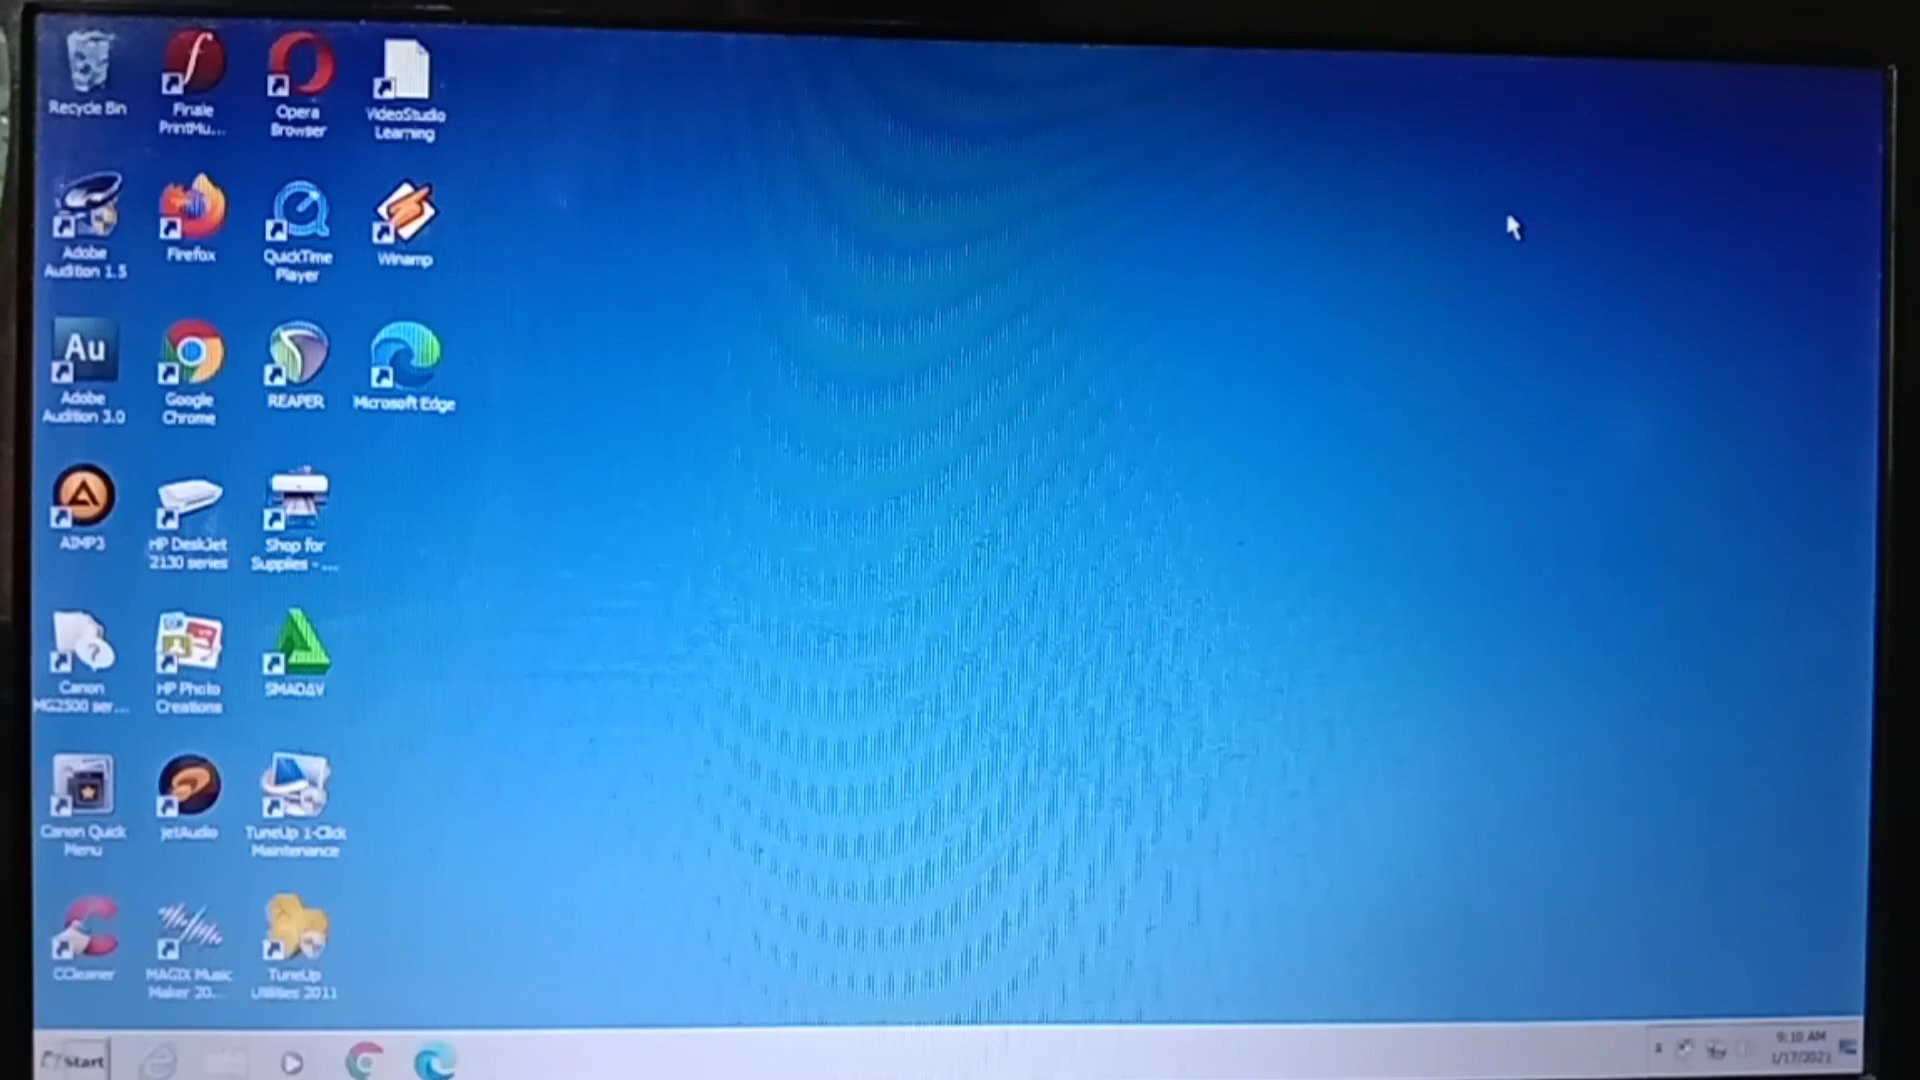 Recycle Bin
Finale
PrintMu...
Opera
Browser
VideoStudio
Learning
Adobe
Audition 1.5
Firefox
QuickTime
Player
Winamp
Au
Adobe
Audition 3.0
Google
Chrome
REAPER
Microsoft Edge
AIMP3
HP DeskJet
2130 series
Shop for
Supplies - ...
Canon
MG2500 ser...
HP Photo
Creations
SMADAV
Canon Quick
Menu
jetAudio
TuneUp 1-Click
Maintenance
CCleaner
MAGIX Music
Maker 20...
TuneUp
Utilities 2011
Start
9:10 AM
1/17/2021